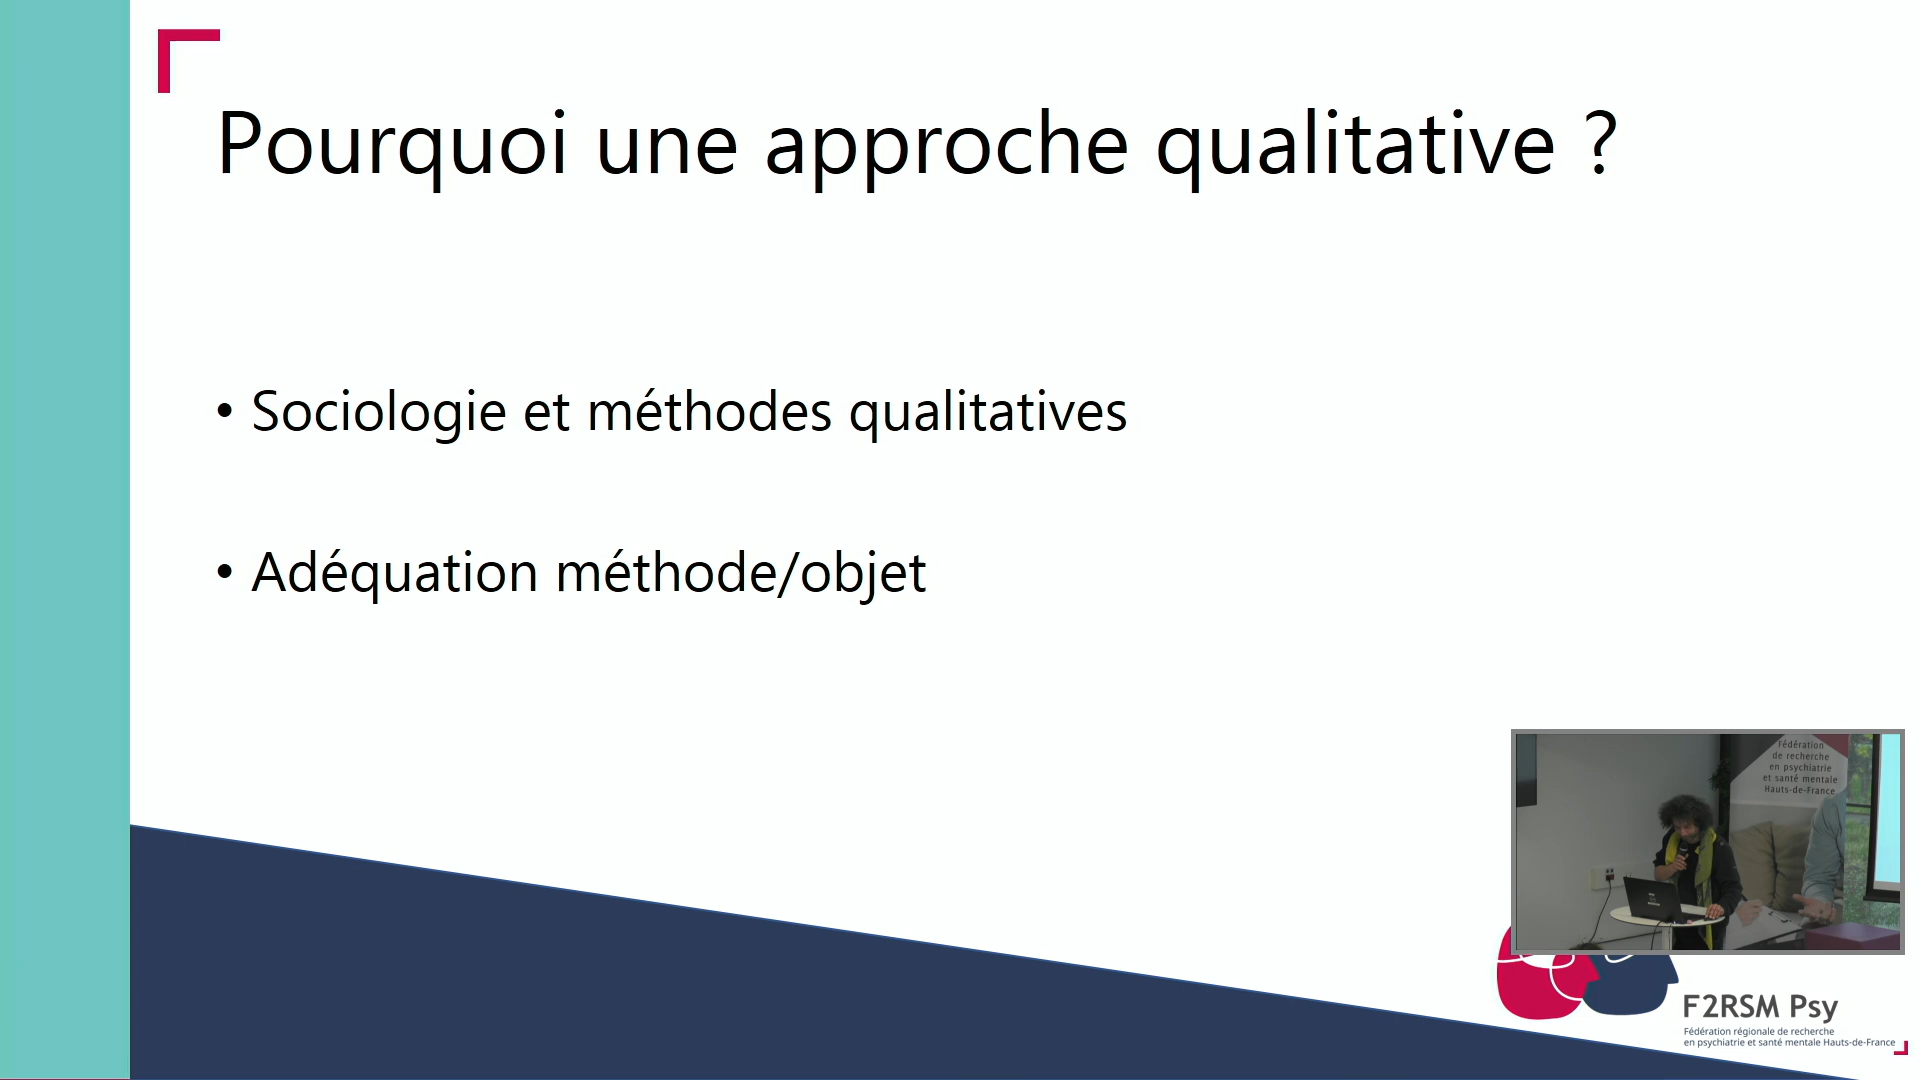 Pourquoi une approche qualitative ?
• Sociologie et méthodes qualitatives
• Adéquation méthode/objet
Fédération
de recherche
en psychiatrie
et santé mentale
Hauts-de-France
F2RSM Psy
Fédération régionale de recherche
en psychiatrie et santé mentale Hauts-de-France